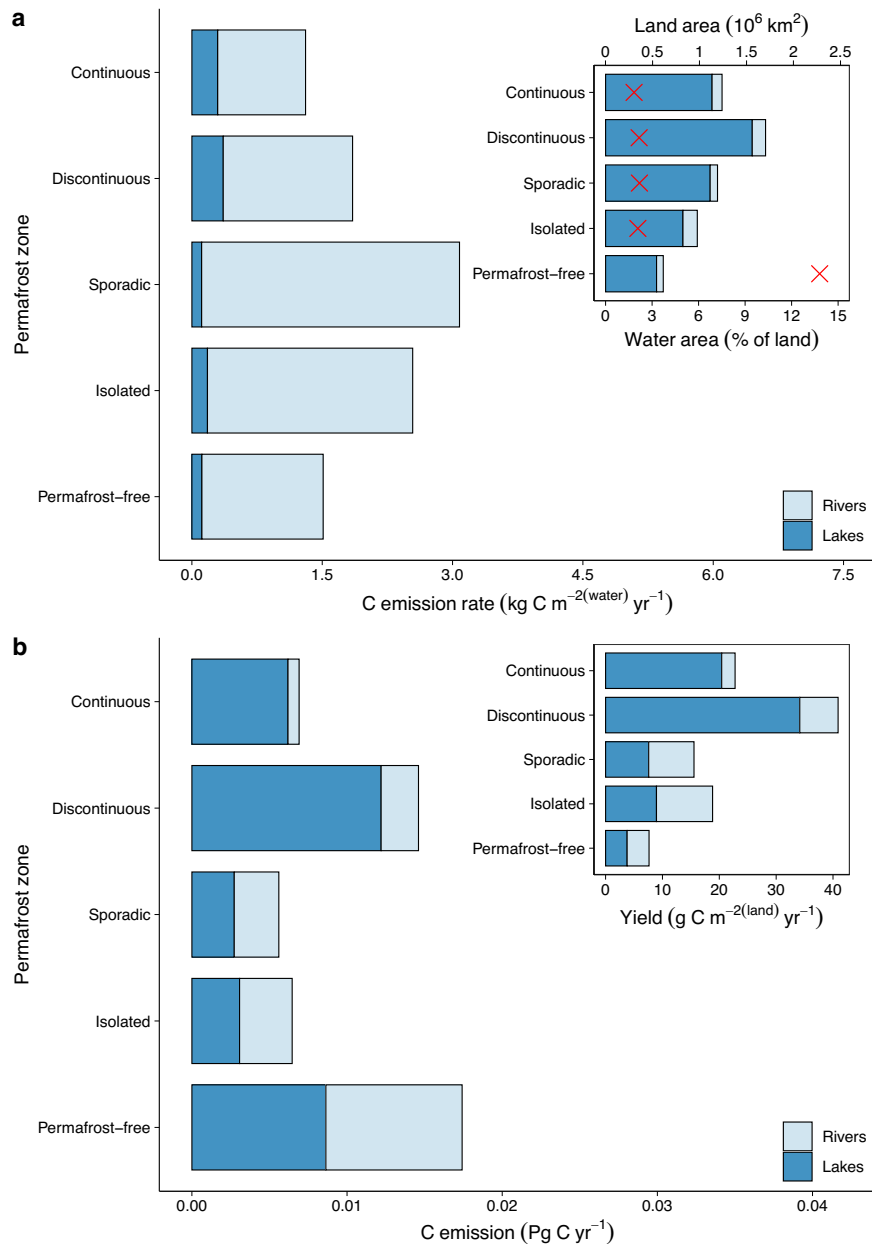 a
Land area (10⁶ km²)
0 0.5 1 1.5 2 2.5
Continuous
Discontinuous
Sporadic
Isolated
Permafrost−free
0 3 6 9 12 15
Water area (% of land)
Permafrost zone
Continuous
Discontinuous
Sporadic
Isolated
Permafrost−free
Rivers
Lakes
0.0 1.5 3.0 4.5 6.0 7.5
C emission rate (kg C m⁻²⁽ʷᵃᵗᵉʳ⁾ yr⁻¹)
b
Continuous
Discontinuous
Sporadic
Isolated
Permafrost−free
0 10 20 30 40
Yield (g C m⁻²⁽ˡᵃⁿᵈ⁾ yr⁻¹)
Permafrost zone
Continuous
Discontinuous
Sporadic
Isolated
Permafrost−free
Rivers
Lakes
0.00 0.01 0.02 0.03 0.04
C emission (Pg C yr⁻¹)